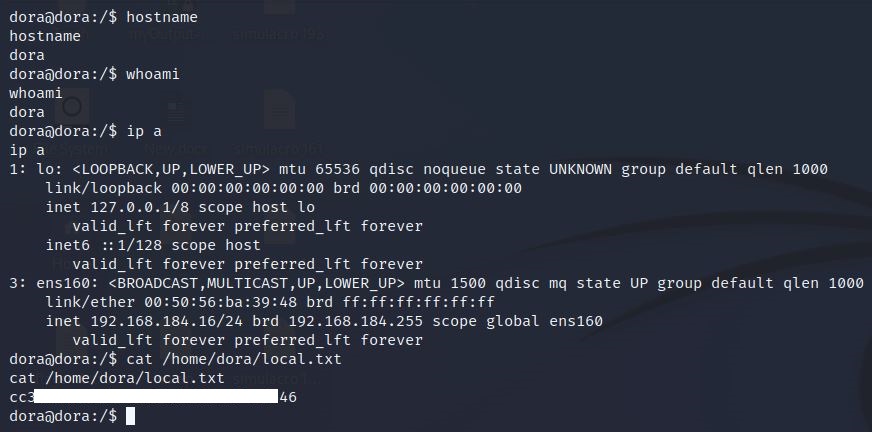 dora@dora:/$ hostname
hostname
dora
dora@dora:/$ whoami
whoami
dora
dora@dora:/$ ip a
ip a
1: lo: <LOOPBACK,UP,LOWER_UP> mtu 65536 qdisc noqueue state UNKNOWN group default qlen 1000
    link/loopback 00:00:00:00:00:00 brd 00:00:00:00:00:00
    inet 127.0.0.1/8 scope host lo
       valid_lft forever preferred_lft forever
    inet6 ::1/128 scope host
       valid_lft forever preferred_lft forever
3: ens160: <BROADCAST,MULTICAST,UP,LOWER_UP> mtu 1500 qdisc mq state UP group default qlen 1000
    link/ether 00:50:56:ba:39:48 brd ff:ff:ff:ff:ff:ff
    inet 192.168.184.16/24 brd 192.168.184.255 scope global ens160
       valid_lft forever preferred_lft forever
dora@dora:/$ cat /home/dora/local.txt
cat /home/dora/local.txt
cc3 46
dora@dora:/$